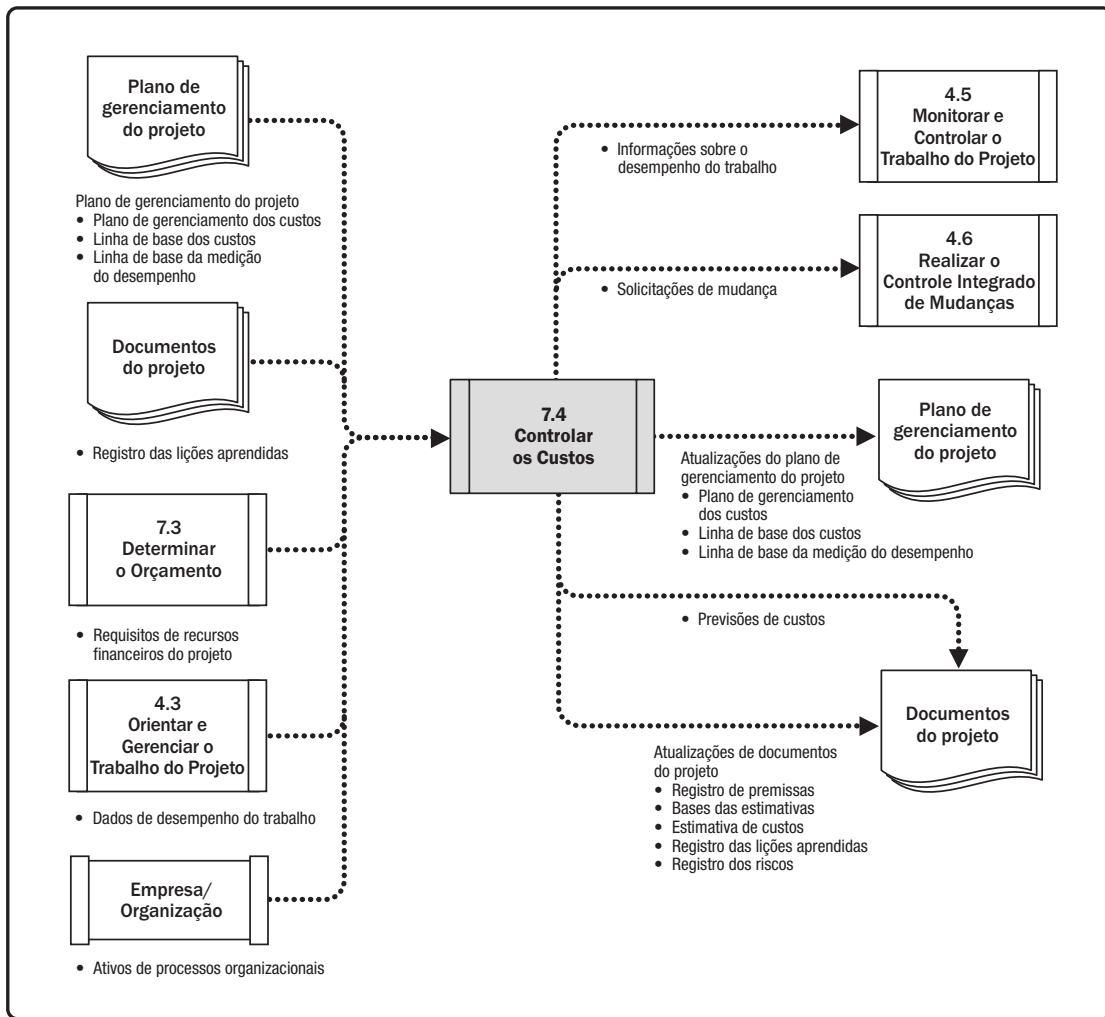 Plano de
gerenciamento
do projeto
Plano de gerenciamento do projeto
• Plano de gerenciamento dos custos
• Linha de base dos custos
• Linha de base da medição
do desempenho
Documentos
do projeto
• Registro das lições aprendidas
7.3
Determinar
o Orçamento
• Requisitos de recursos
financeiros do projeto
4.3
Orientar e
Gerenciar o
Trabalho do Projeto
• Dados de desempenho do trabalho
Empresa/
Organização
• Ativos de processos organizacionais
7.4
Controlar
os Custos
• Informações sobre o
desempenho do trabalho
4.5
Monitorar e
Controlar o
Trabalho do Projeto
• Solicitações de mudança
4.6
Realizar o
Controle Integrado
de Mudanças
Atualizações do plano de
gerenciamento do projeto
• Plano de gerenciamento
dos custos
• Linha de base dos custos
• Linha de base da medição do desempenho
Plano de
gerenciamento
do projeto
• Previsões de custos
Atualizações de documentos
do projeto
• Registro de premissas
• Bases das estimativas
• Estimativa de custos
• Registro das lições aprendidas
• Registro dos riscos
Documentos
do projeto